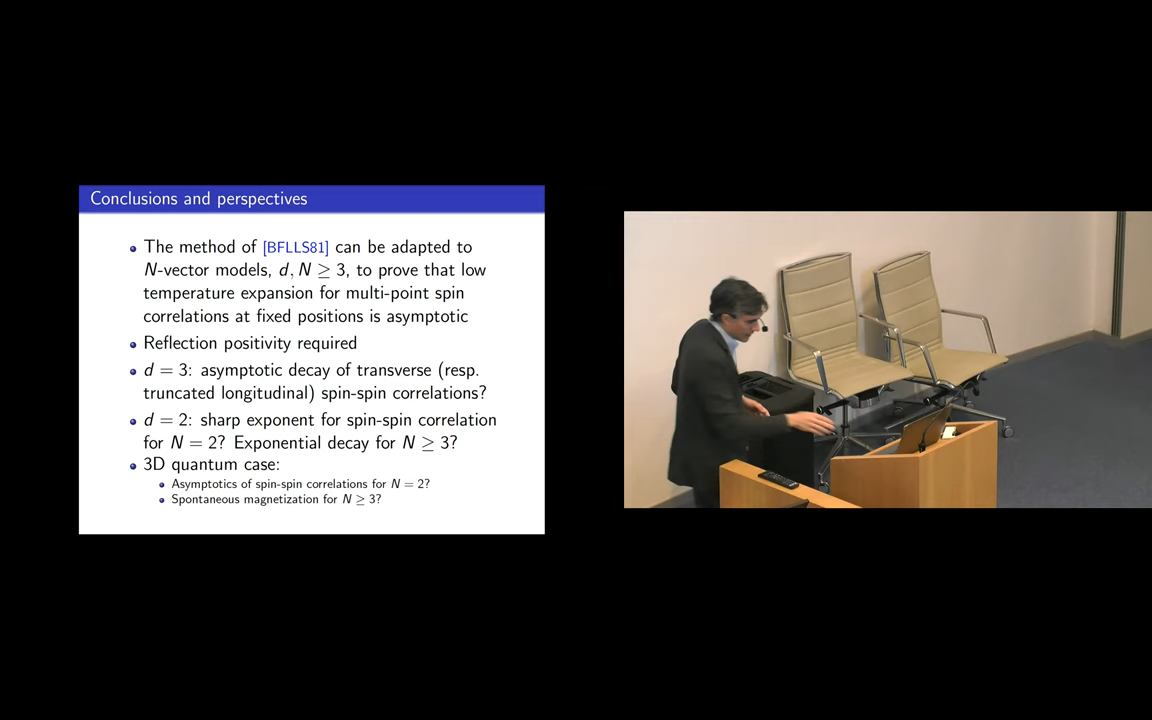 Conclusions and perspectives
The method of [BFLLS81] can be adapted to
N-vector models, d, N ≥ 3, to prove that low
temperature expansion for multi-point spin
correlations at fixed positions is asymptotic
Reflection positivity required
d = 3: asymptotic decay of transverse (resp.
truncated longitudinal) spin-spin correlations?
d = 2: sharp exponent for spin-spin correlation
for N = 2? Exponential decay for N ≥ 3?
3D quantum case:
Asymptotics of spin-spin correlations for N = 2?
Spontaneous magnetization for N ≥ 3?